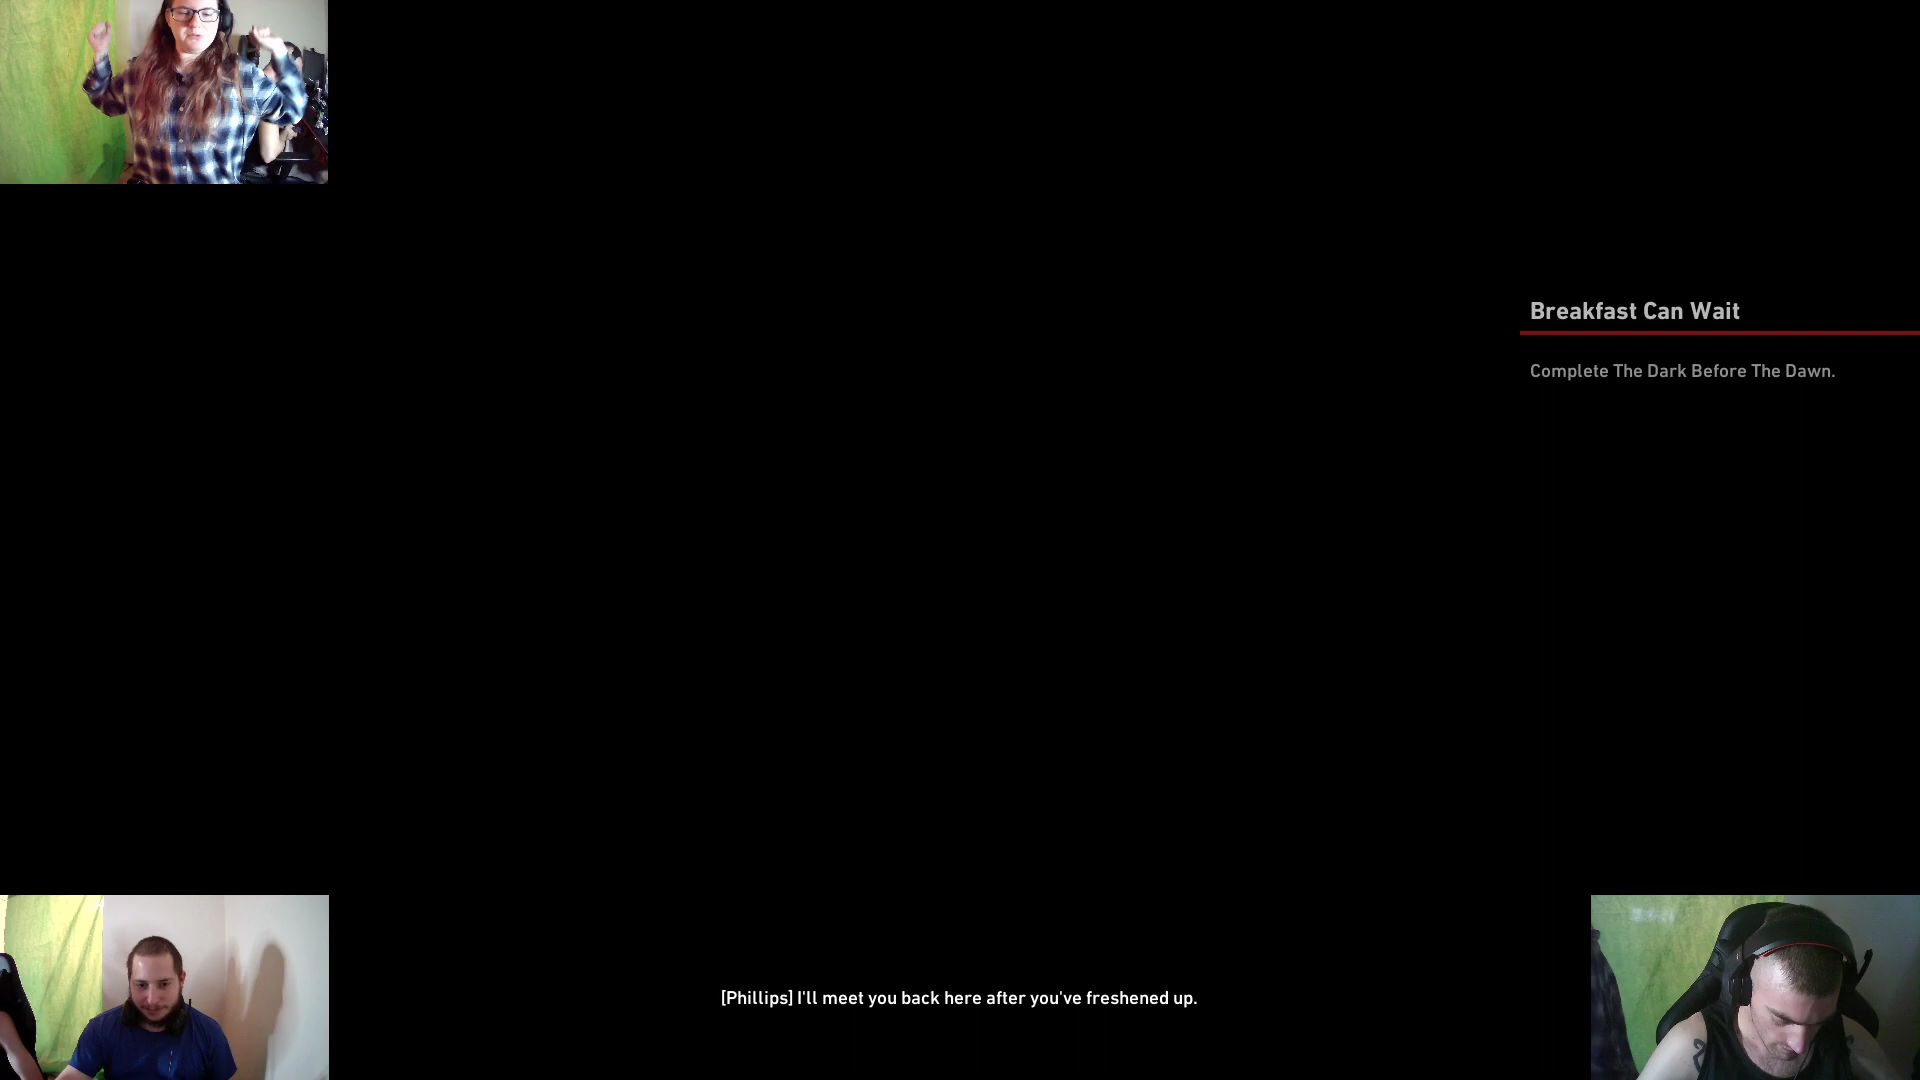 Breakfast Can Wait
Complete The Dark Before The Dawn.
[Phillips] I'll meet you back here after you've freshened up.